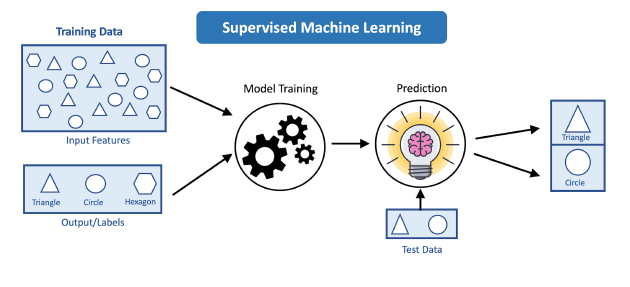 Supervised Machine Learning
Training Data
Input Features
Triangle
Circle
Hexagon
Output/Labels
Model Training
Prediction
Test Data
Triangle
Circle